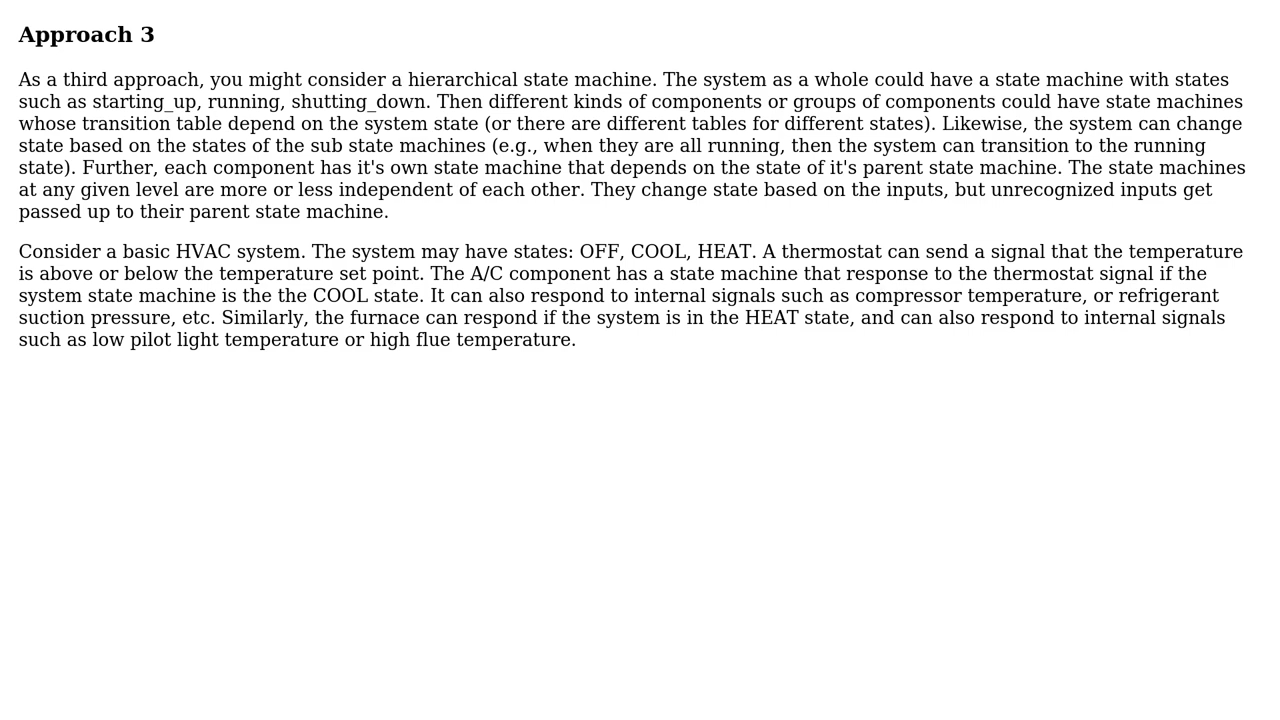 Approach 3
As a third approach, you might consider a hierarchical state machine. The system as a whole could have a state machine with states
such as starting_up, running, shutting_down. Then different kinds of components or groups of components could have state machines
whose transition table depend on the system state (or there are different tables for different states). Likewise, the system can change
state based on the states of the sub state machines (e.g., when they are all running, then the system can transition to the running
state). Further, each component has it's own state machine that depends on the state of it's parent state machine. The state machines
at any given level are more or less independent of each other. They change state based on the inputs, but unrecognized inputs get
passed up to their parent state machine.
Consider a basic HVAC system. The system may have states: OFF, COOL, HEAT. A thermostat can send a signal that the temperature
is above or below the temperature set point. The A/C component has a state machine that response to the thermostat signal if the
system state machine is the the COOL state. It can also respond to internal signals such as compressor temperature, or refrigerant
suction pressure, etc. Similarly, the furnace can respond if the system is in the HEAT state, and can also respond to internal signals
such as low pilot light temperature or high flue temperature.